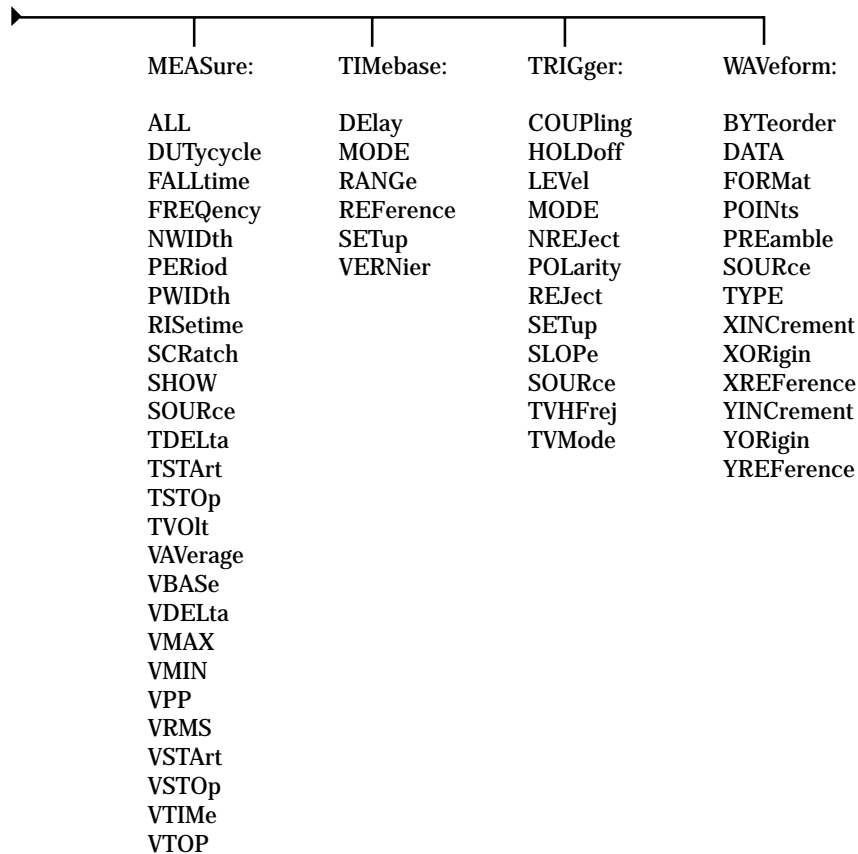 MEASure:
ALL
DUTycycle
FALLtime
FREQency
NWIDth
PERiod
PWIDth
RISetime
SCRatch
SHOW
SOURce
TDELta
TSTArt
TSTOp
TVOlt
VAVerage
VBASe
VDELta
VMAX
VMIN
VPP
VRMS
VSTArt
VSTOp
VTIMe
VTOP
TIMebase:
DElay
MODE
RANGe
REFerence
SETup
VERNier
TRIGger:
COUPling
HOLDoff
LEVel
MODE
NREJect
POLarity
REJect
SETup
SLOPe
SOURce
TVHFrej
TVMode
WAVeform:
BYTeorder
DATA
FORMat
POINts
PREamble
SOURce
TYPE
XINCrement
XORigin
XREFerence
YINCrement
YORigin
YREFerence